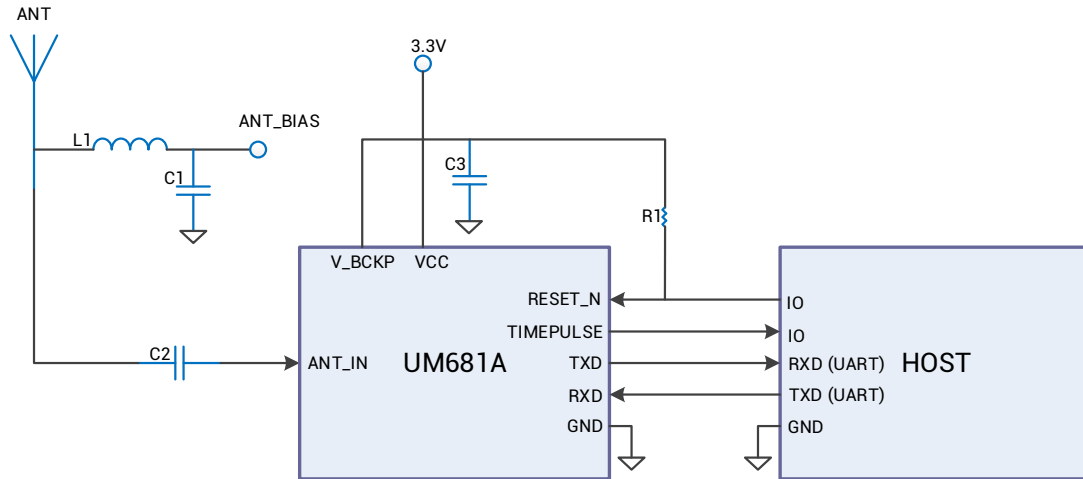 ANT
3.3V
ANT_BIAS
L1
C1
C3
R1
V_BCKP
VCC
RESET_N
IO
TIMEPULSE
IO
C2
ANT_IN
UM681A
TXD
RXD (UART)
HOST
RXD
TXD (UART)
GND
GND